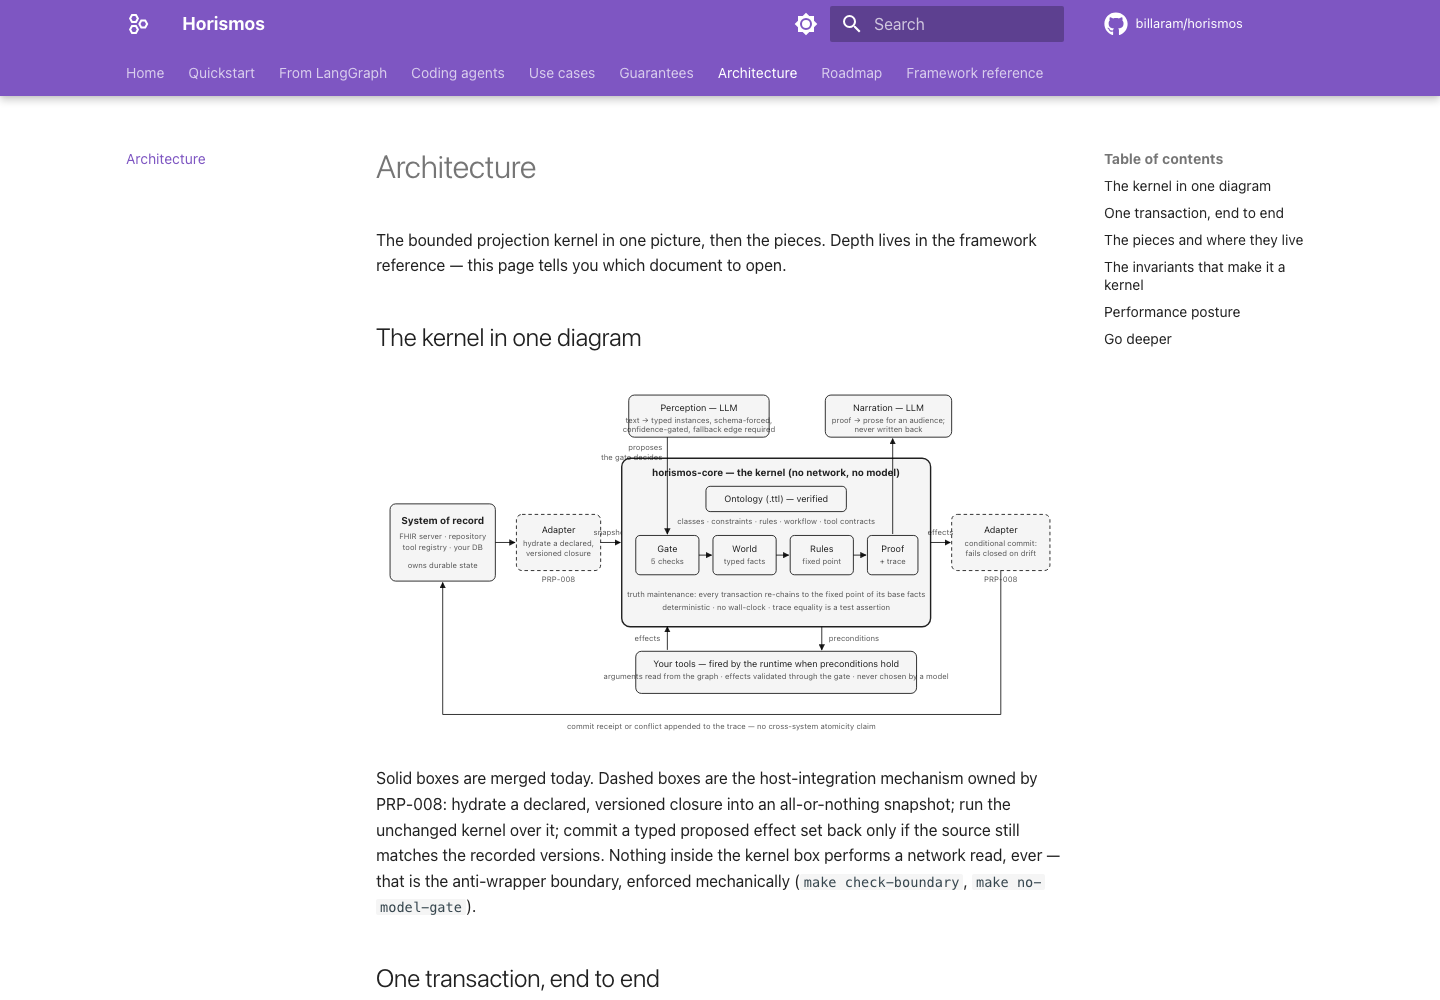 Horismos
Search
billaram/horismos
Home
Quickstart
From LangGraph
Coding agents
Use cases
Guarantees
Architecture
Roadmap
Framework reference
Architecture
Architecture
The bounded projection kernel in one picture, then the pieces. Depth lives in the framework
reference — this page tells you which document to open.
The kernel in one diagram
Perception — LLM
text → typed instances, schema-forced,
confidence-gated, fallback edge required
Narration — LLM
proof → prose for an audience;
never written back
proposes
the gate decides
horismos-core — the kernel (no network, no model)
Ontology (.ttl) — verified
classes · constraints · rules · workflow · tool contracts
System of record
FHIR server · repository
tool registry · your DB
owns durable state
Adapter
hydrate a declared,
versioned closure
PRP-008
Gate
5 checks
World
typed facts
Rules
fixed point
Proof
+ trace
effects
Adapter
conditional commit:
fails closed on drift
PRP-008
truth maintenance: every transaction re-chains to the fixed point of its base facts
deterministic · no wall-clock · trace equality is a test assertion
effects
preconditions
Your tools — fired by the runtime when preconditions hold
arguments read from the graph · effects validated through the gate · never chosen by a model
commit receipt or conflict appended to the trace — no cross-system atomicity claim
Solid boxes are merged today. Dashed boxes are the host-integration mechanism owned by
PRP-008: hydrate a declared, versioned closure into an all-or-nothing snapshot; run the
unchanged kernel over it; commit a typed proposed effect set back only if the source still
matches the recorded versions. Nothing inside the kernel box performs a network read, ever —
that is the anti-wrapper boundary, enforced mechanically ( make check-boundary , make no-
model-gate ).
One transaction, end to end
Table of contents
The kernel in one diagram
One transaction, end to end
The pieces and where they live
The invariants that make it a
kernel
Performance posture
Go deeper